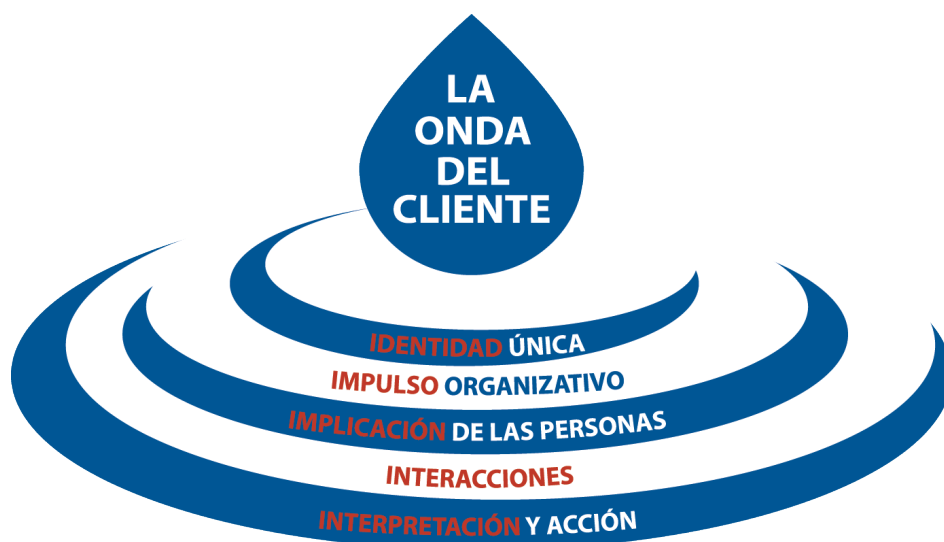 LA
ONDA
DEL
CLIENTE
IDENTIDAD ÚNICA
IMPULSO ORGANIZATIVO
IMPLICACIÓN DE LAS PERSONAS
INTERACCIONES
INTERPRETACIÓN Y ACCIÓN